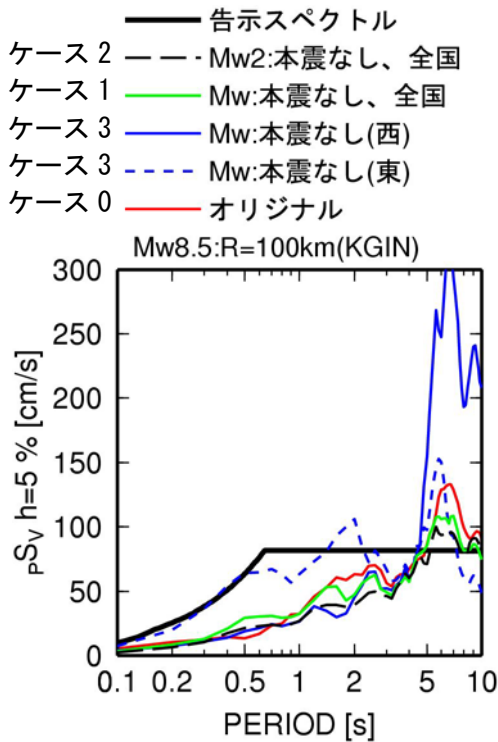 告示スペクトル
ケース2 Mw2:本震なし、全国
ケース1 Mw:本震なし、全国
ケース3 Mw:本震なし(西)
ケース3 Mw:本震なし(東)
ケース0 オリジナル
Mw8.5:R=100km(KGIN)
300
250
200
150
100
50
0
pSV h=5 % [cm/s]
0.1 0.2 0.5 1 2 5 10
PERIOD [s]